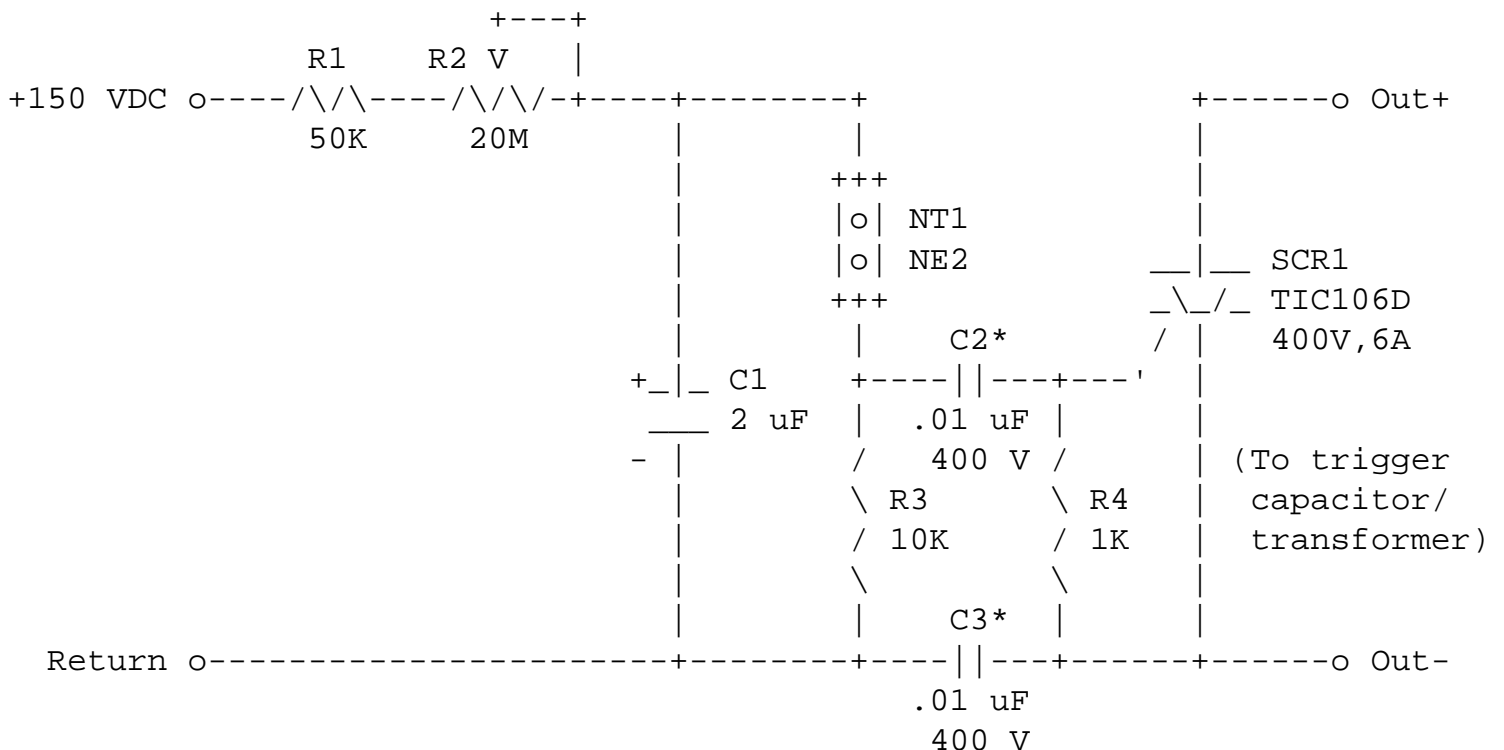 R1 R2 V
+150 VDC Out+
50K 20M
NT1
NE2 SCR1
TIC106D
C2* 400V,6A
+ C1
2 uF .01 uF
- 400 V (To trigger
R3 R4 capacitor/
10K 1K transformer)
C3*
Return Out-
.01 uF
400 V